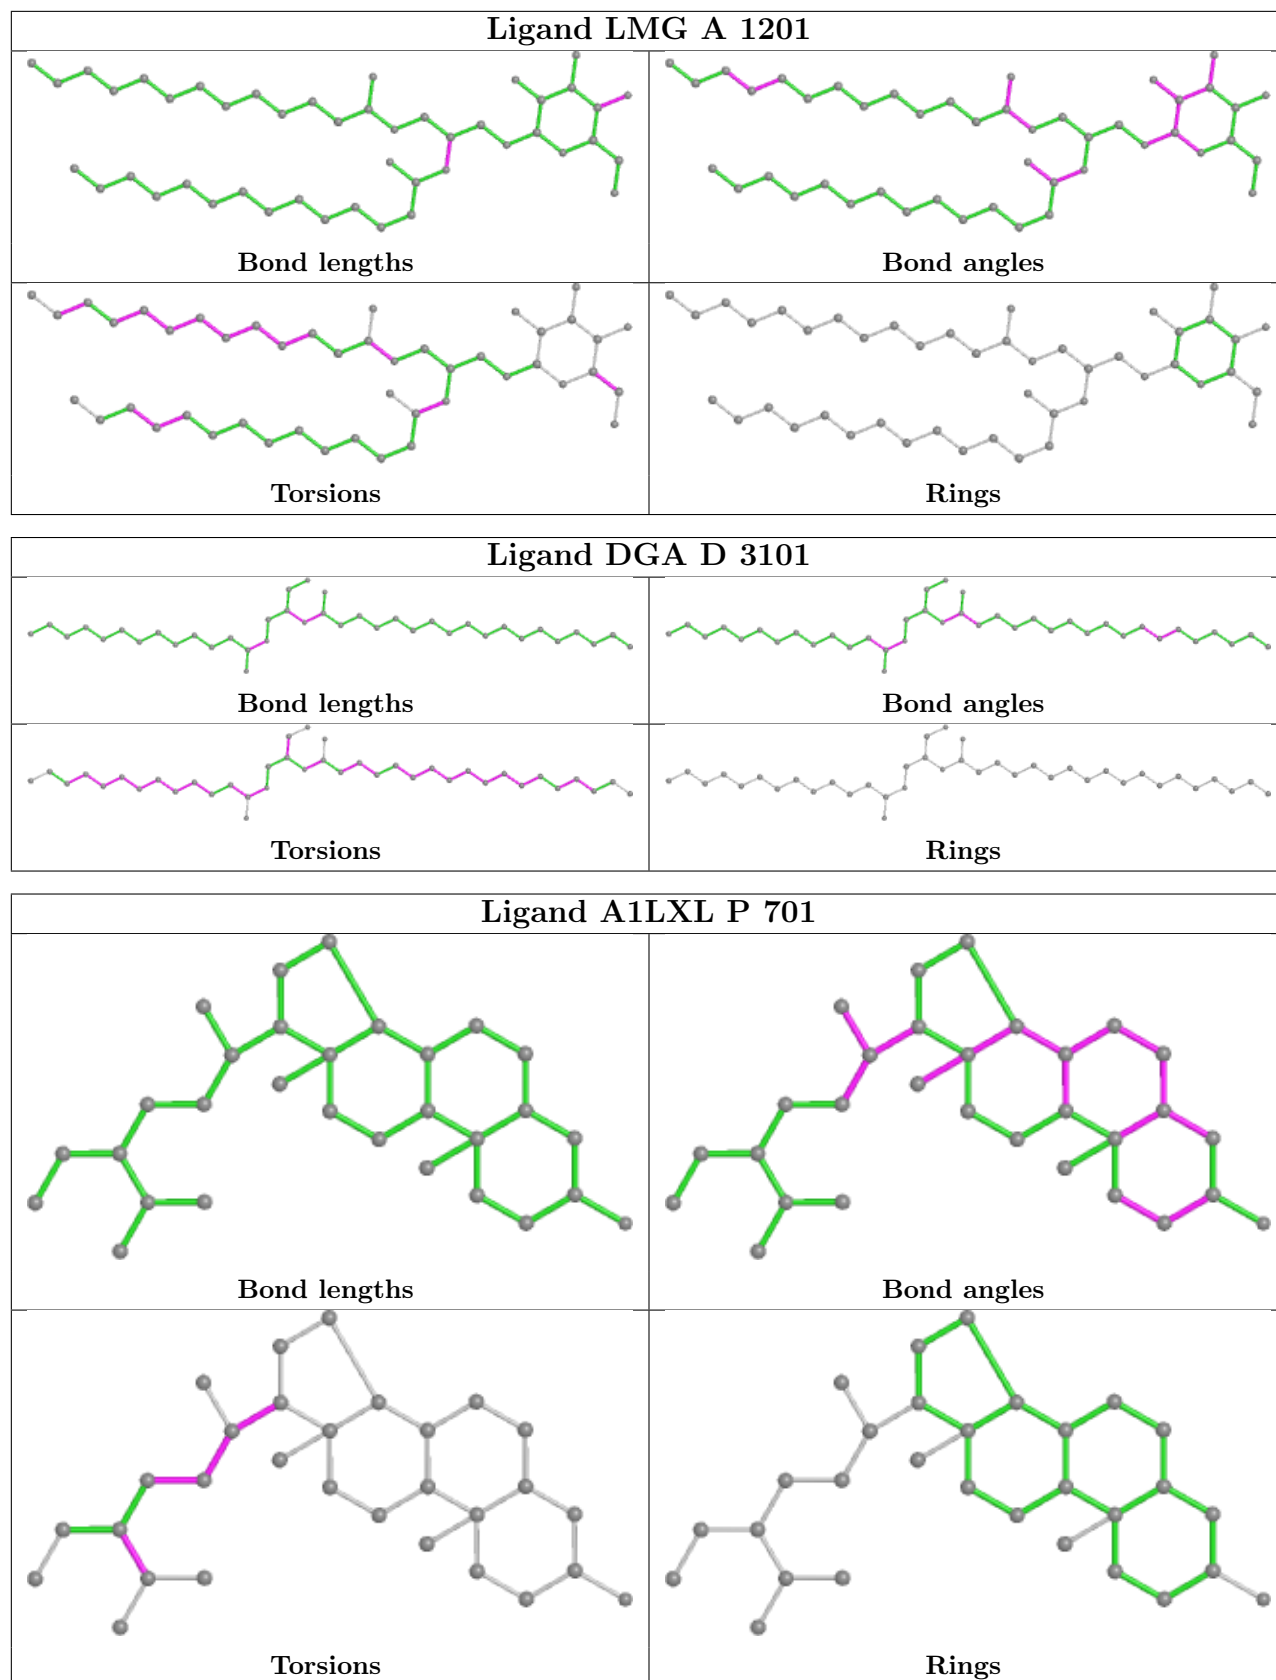 Ligand LMG A 1201
Bond lengths
Bond angles
Torsions
Rings
Ligand DGA D 3101
Bond lengths
Bond angles
Torsions
Rings
Ligand A1LXL P 701
Bond lengths
Bond angles
Torsions
Rings